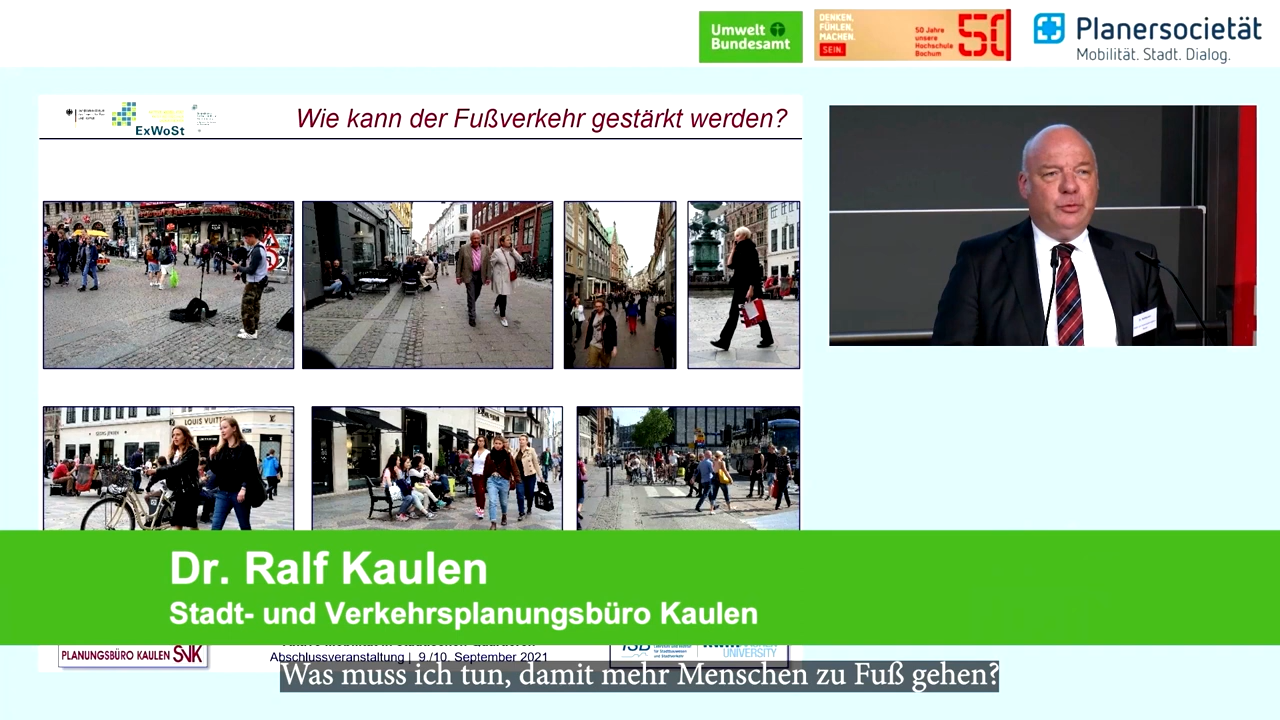 Umwelt
Bundesamt
DENKEN,
FÜHLEN,
MACHEN.
SEIN.
50 Jahre
unsere
Hochschule
Bochum
50
Planersocietät
Mobilität. Stadt. Dialog.
ExWoSt
Wie kann der Fußverkehr gestärkt werden?
LOUIS VUITTON
Dr. Ralf Kaulen
Stadt- und Verkehrsplanungsbüro Kaulen
PLANUNGSBÜRO KAULEN SVK
Abschlussveranstaltung | 9./10. September 2021
ISB
UNIVERSITY
Was muss ich tun, damit mehr Menschen zu Fuß gehen?